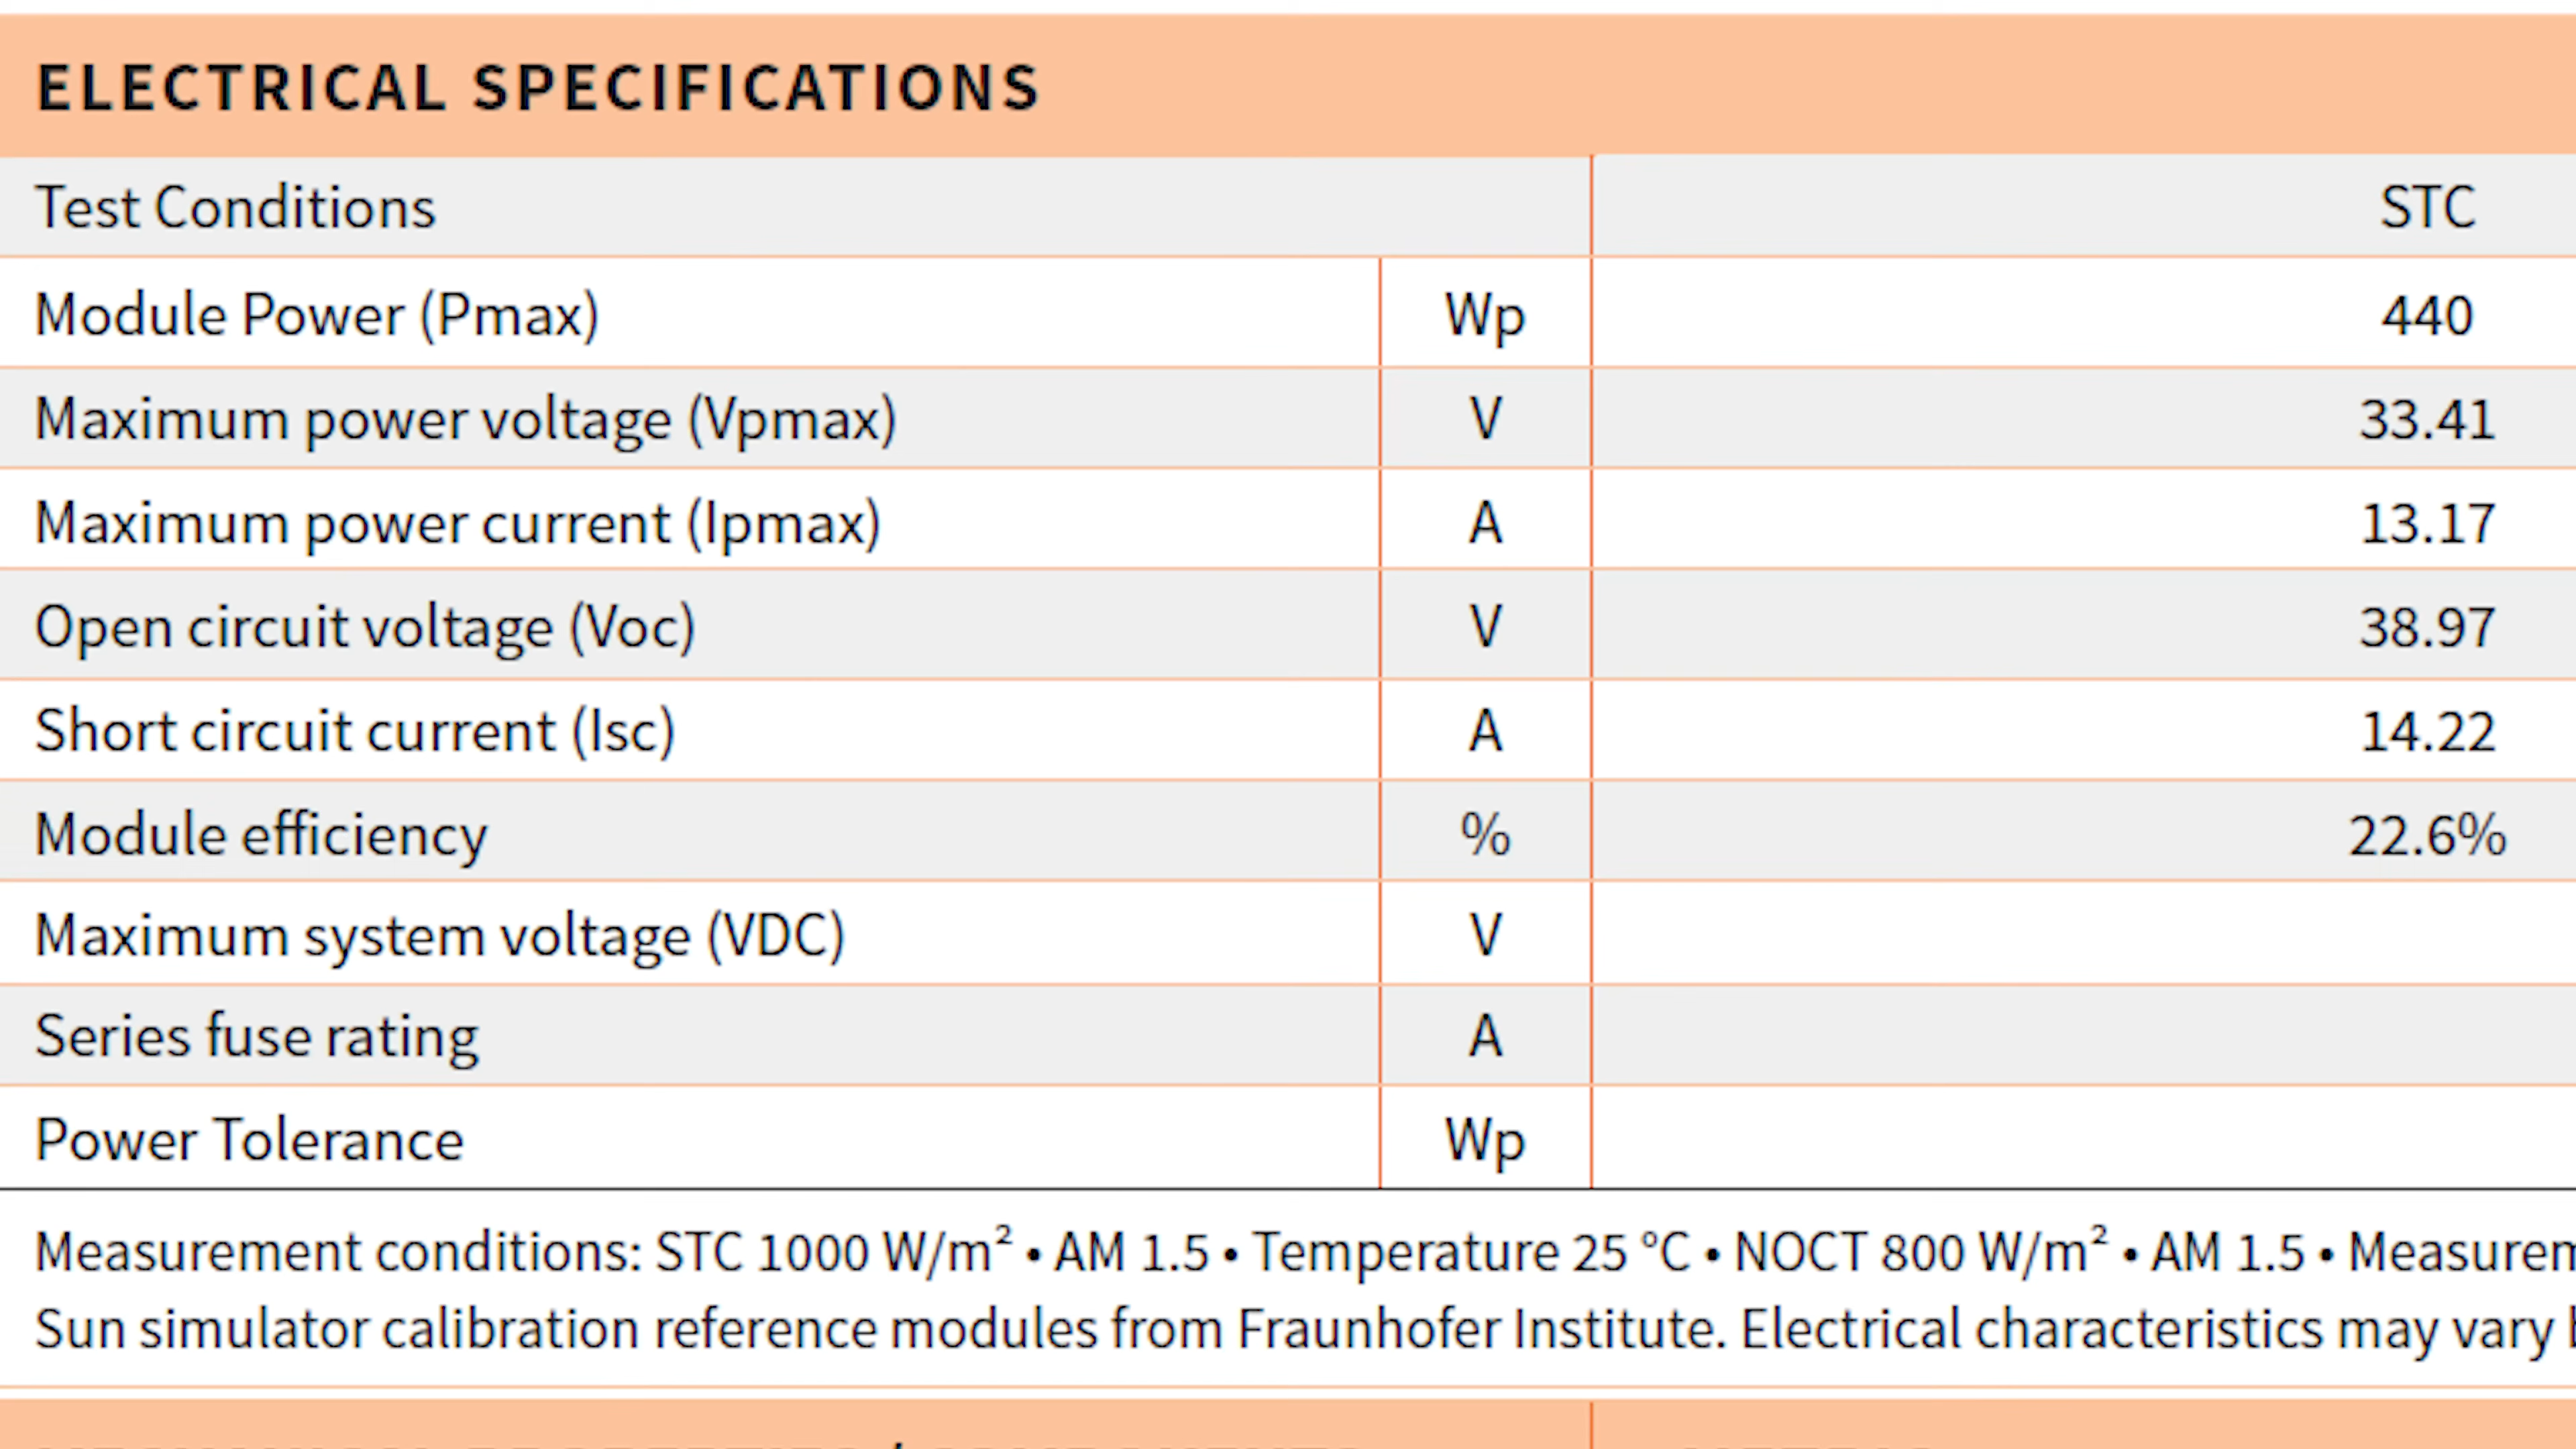 ELECTRICAL SPECIFICATIONS
Test Conditions STC
Module Power (Pmax) Wp 440
Maximum power voltage (Vpmax) V 33.41
Maximum power current (Ipmax) A 13.17
Open circuit voltage (Voc) V 38.97
Short circuit current (Isc) A 14.22
Module efficiency % 22.6%
Maximum system voltage (VDC) V
Series fuse rating A
Power Tolerance Wp
Measurement conditions: STC 1000 W/m² • AM 1.5 • Temperature 25 °C • NOCT 800 W/m² • AM 1.5 •
Sun simulator calibration reference modules from Fraunhofer Institute. Electrical characteristics may vary